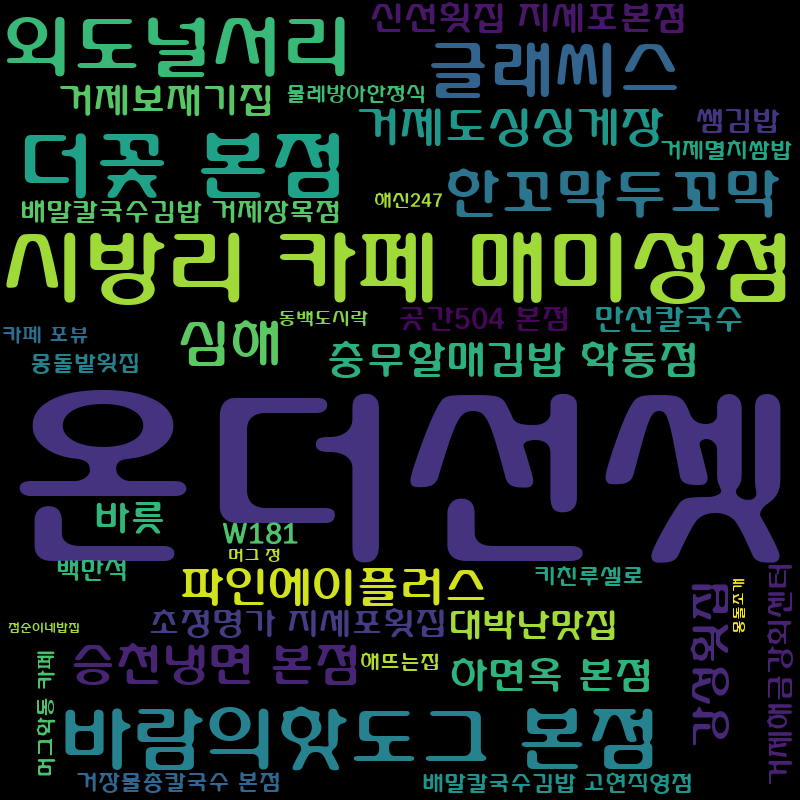 신선횟집 지세포본점
외도널서리
글래씨스
거제보재기집
물레방아한정식
거제도싱싱게장
쌤김밥
거제멸치쌈밥
더꽃 본점
한꼬막두꼬막
해신247
배말칼국수김밥 거제장목점
시방리 카페 매미성점
동백도시락
곳간504 본점
만선칼국수
카페 포뷰
심해
몽돌밭윗집
충무할매김밥 학동점
온더선셋
바릇
W181
머그 정
백만석
파인에이플러스
키친루셀로
몽돌조개
거제해금강회센터
강성횟집
초정명가 지세포횟집
대박난맛집
점순이네밥집
승천냉면 본점
해뜨는집
하면옥 본점
머그학동 카페
바람의핫도그 본점
거장물총칼국수 본점
배말칼국수김밥 고현직영점